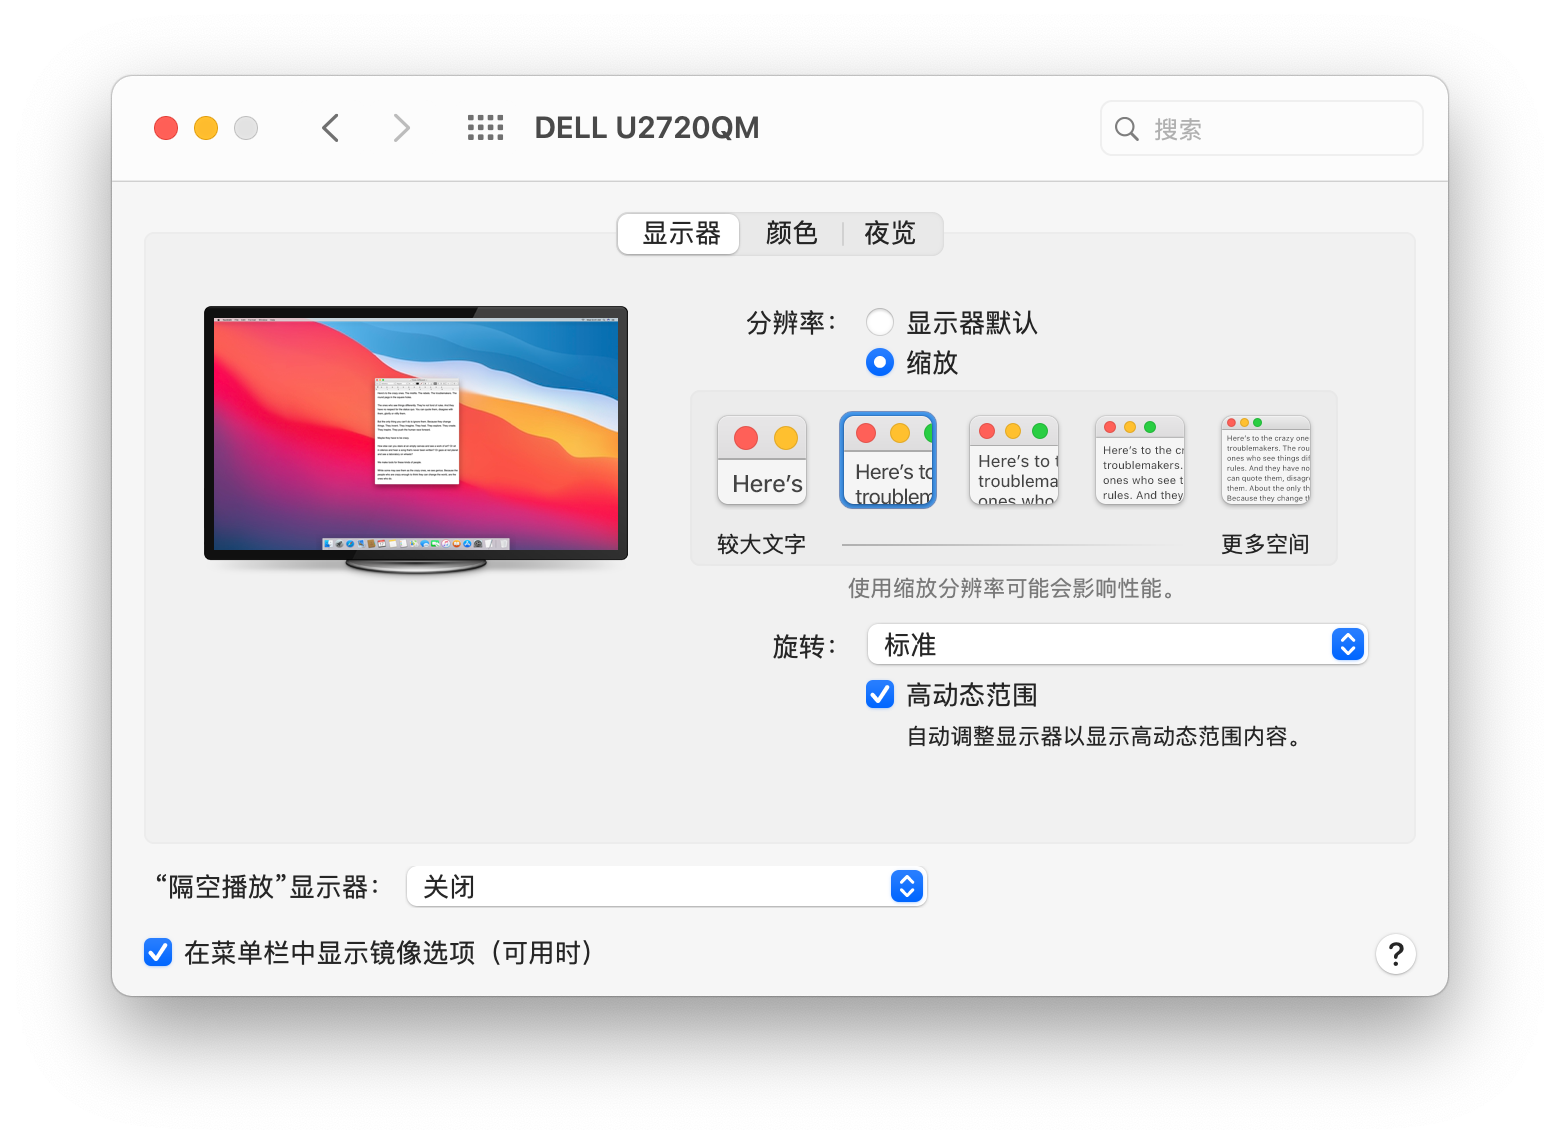 DELL U2720QM
搜索
显示器 颜色 夜览
分辨率： 显示器默认
缩放
Here's
Here's to
troublem
Here's to t
troublema
ones who
Here's to the cr
troublemakers.
ones who see t
rules. And they
Here's to the crazy one
troublemakers. The rou
ones who see things dif
rules. And they have no
can quote them, disagre
them. About the only th
Because they change th
较大文字 更多空间
使用缩放分辨率可能会影响性能。
旋转： 标准
高动态范围
自动调整显示器以显示高动态范围内容。
“隔空播放”显示器： 关闭
在菜单栏中显示镜像选项（可用时）
?